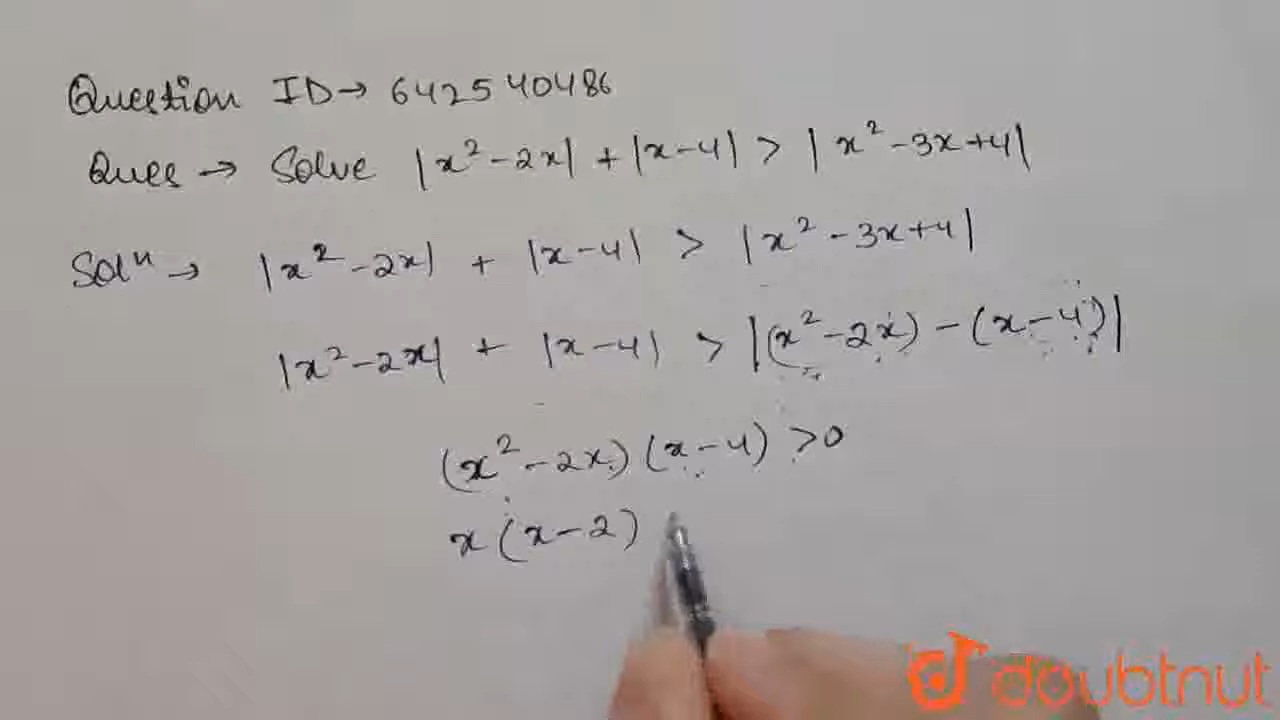 Question ID→ 642540486
Ques → Solve |x²-2x| + |x-4| > |x²-3x+4|
Solⁿ → |x²-2x| + |x-4| > |x²-3x+4|
|x²-2x| + |x-4| > |(x²-2x) - (x-4)|
(x²-2x)(x-4) >0
x(x-2)
doubtnut